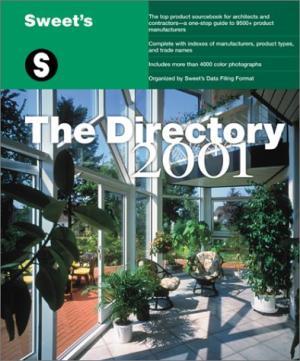 Sweet's
S
The top product sourcebook for architects and
contractors—a one-stop guide to 9500+ product
manufacturers
Complete with indexes of manufacturers, product types,
and trade names
Includes more than 4000 color photographs
Organized by Sweet's Data Filing Format
The Directory
2001